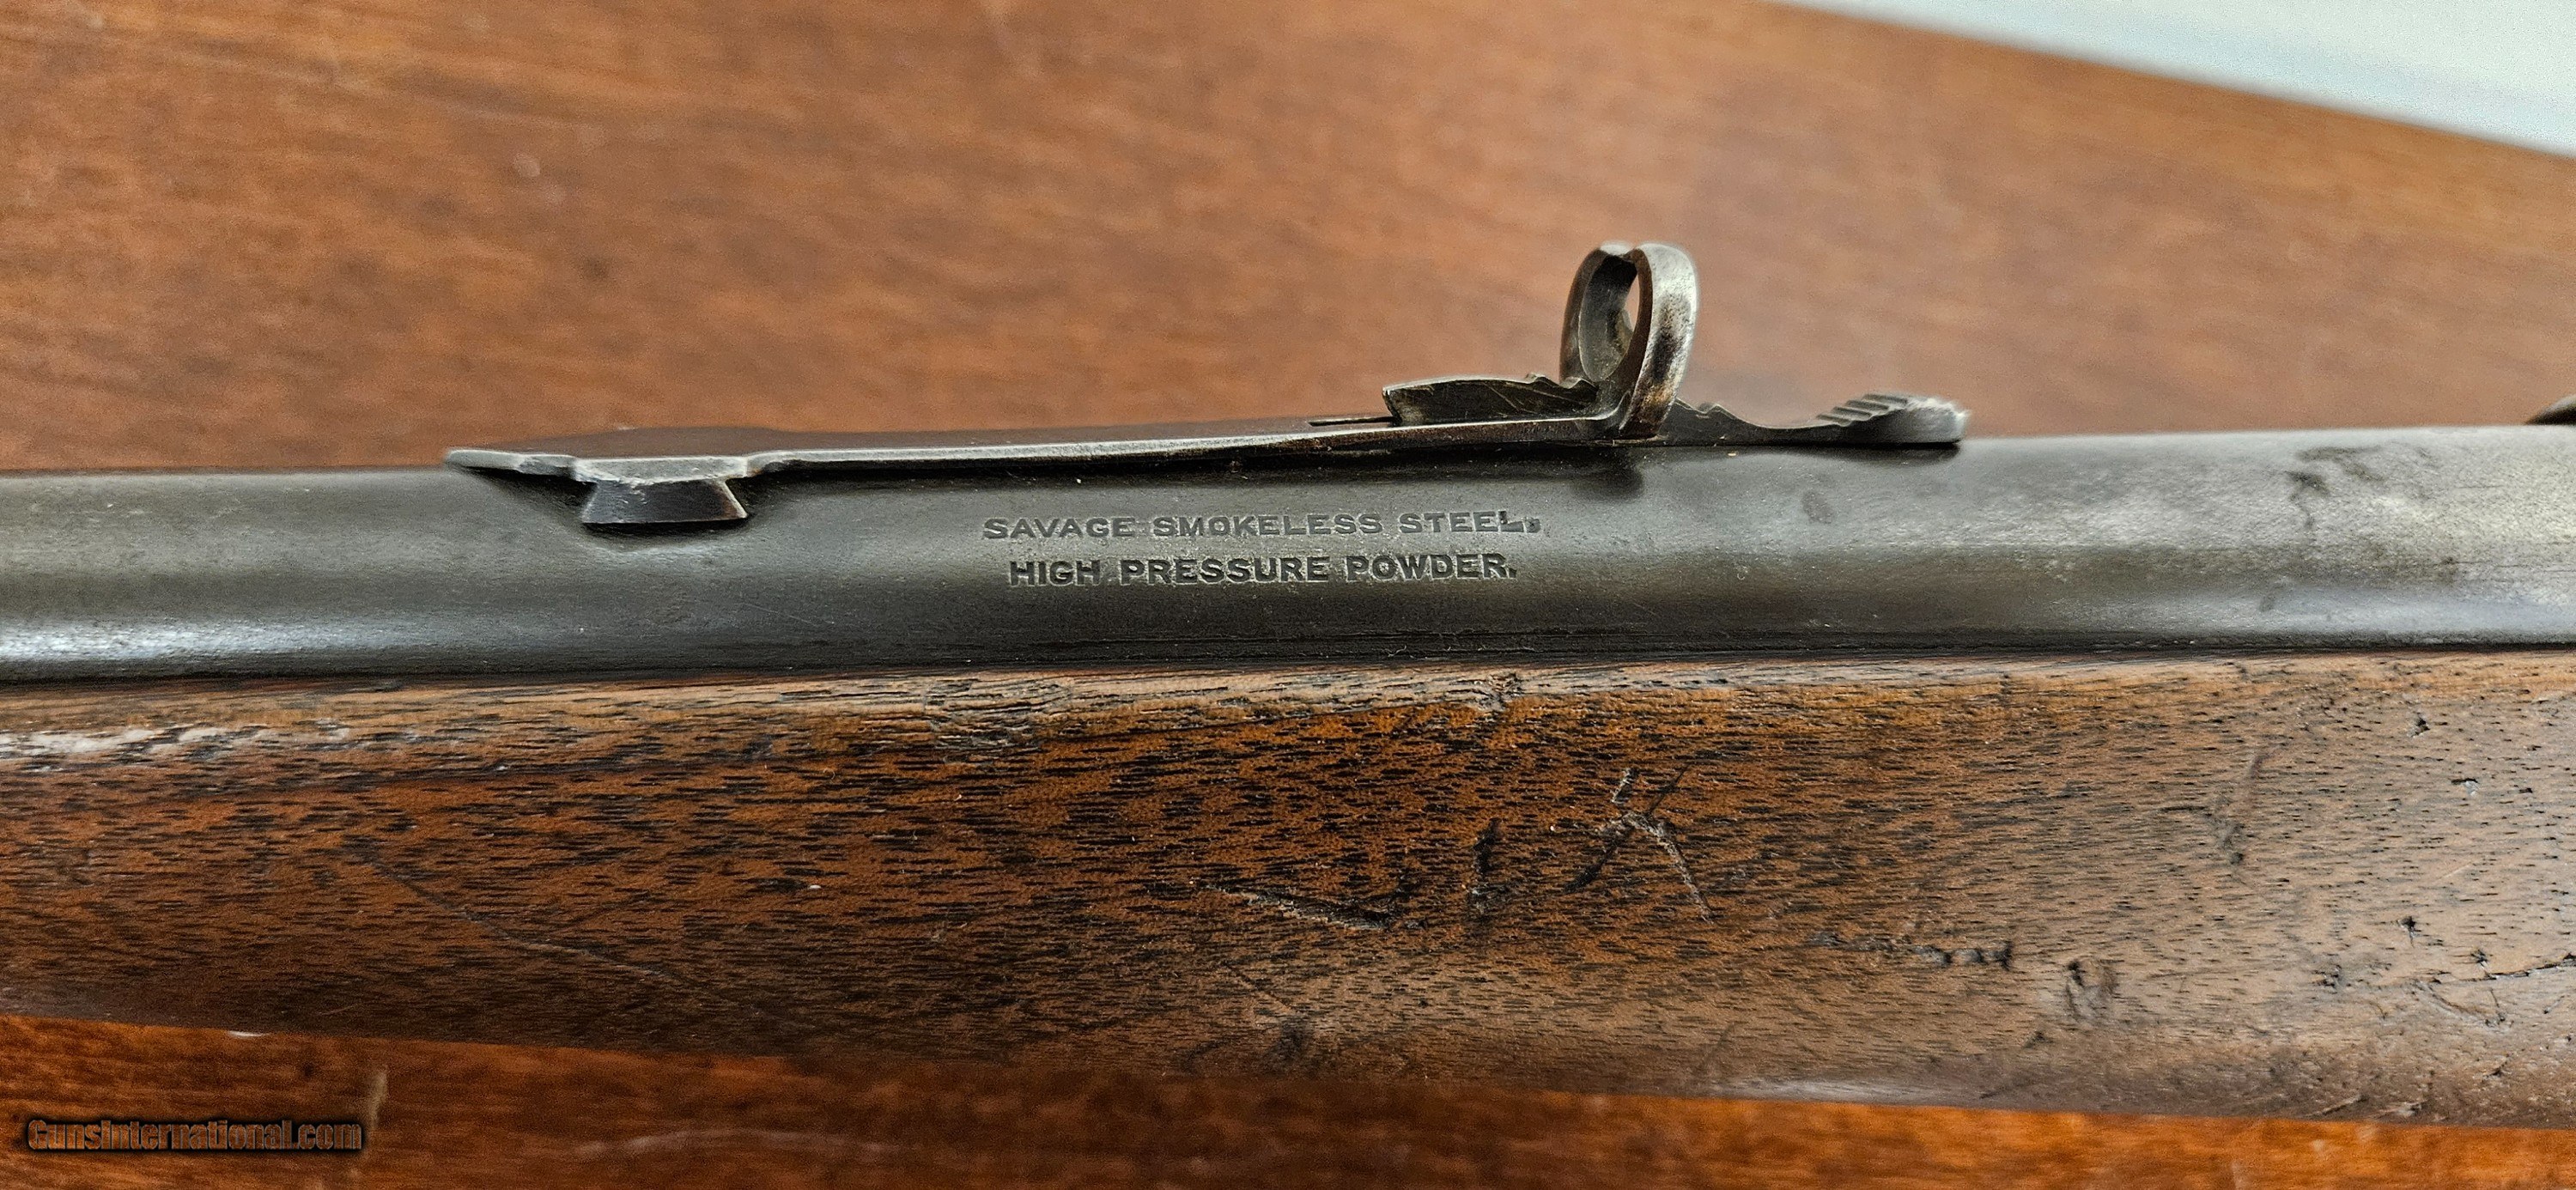 SAVAGE SMOKELESS STEEL,
HIGH PRESSURE POWDER.
GunsInternational.com